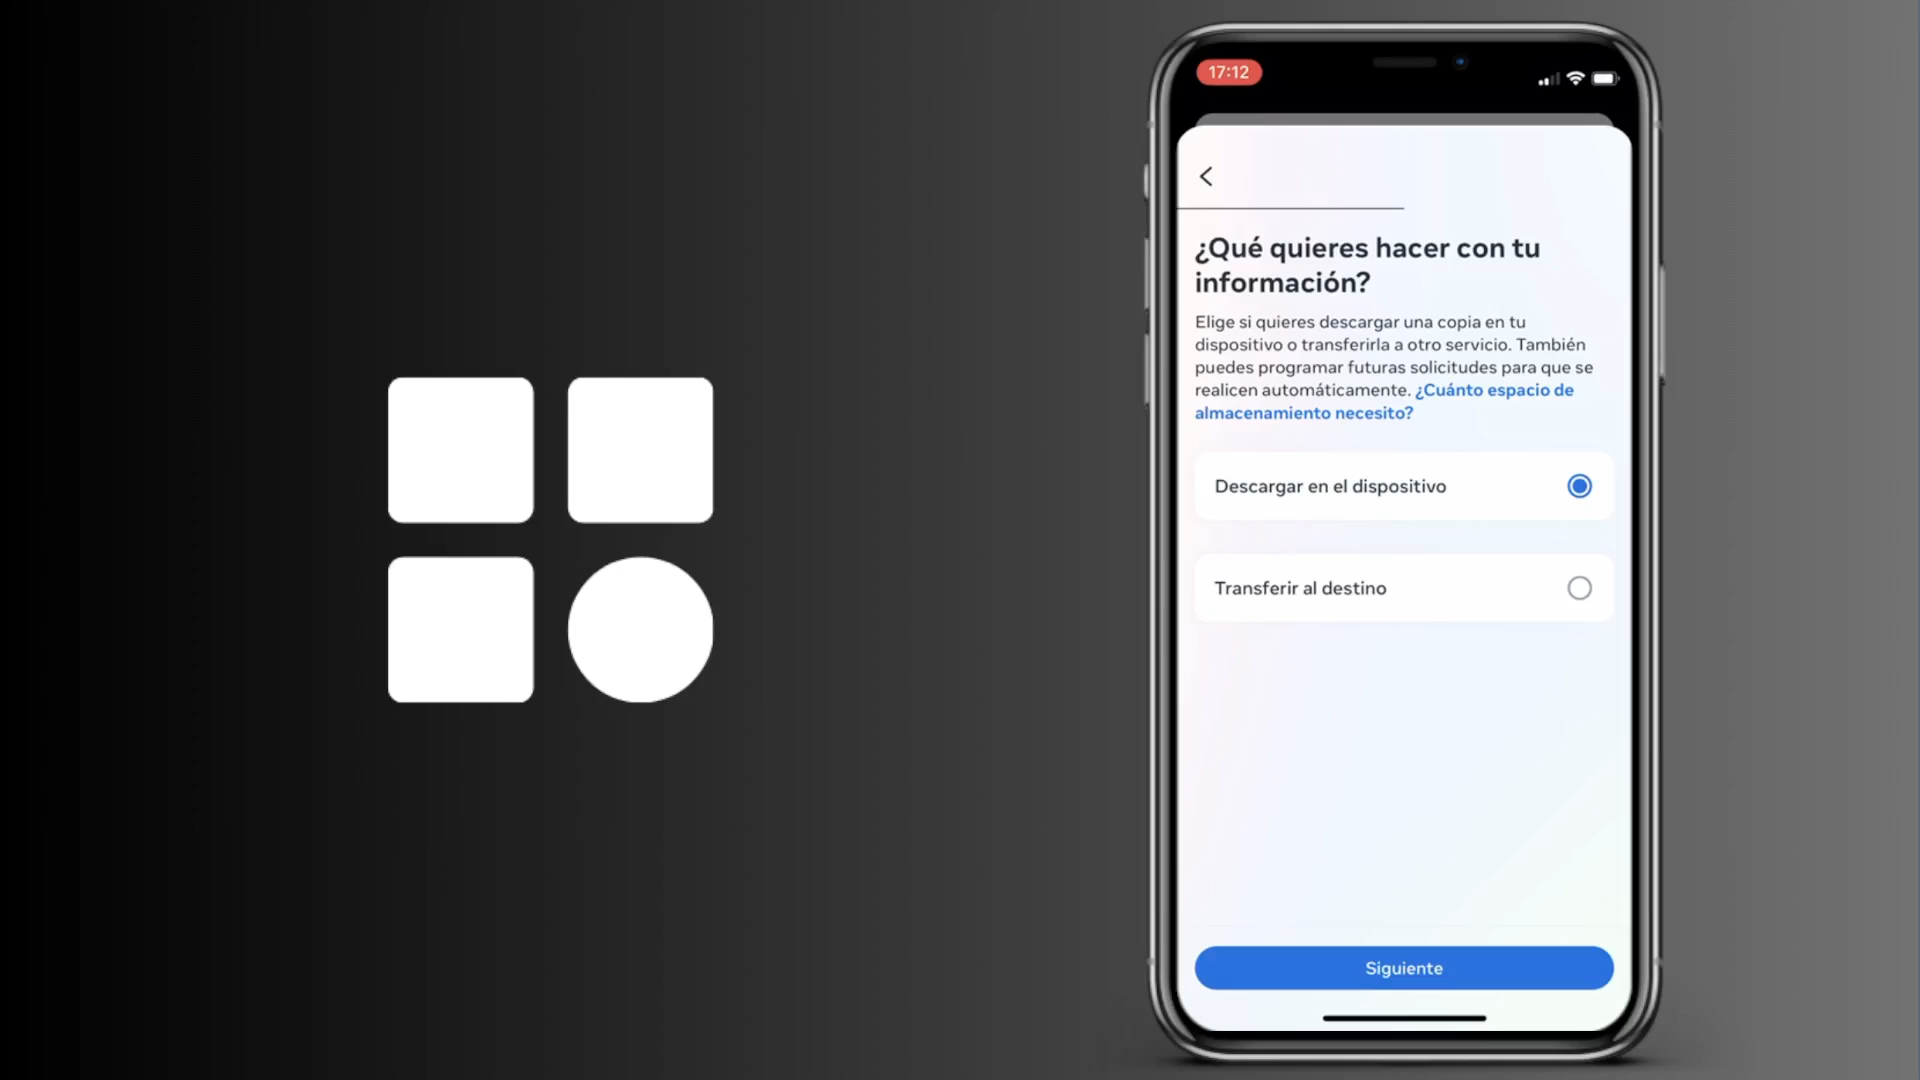 17:12
¿Qué quieres hacer con tu
información?
Elige si quieres descargar una copia en tu
dispositivo o transferirla a otro servicio. También
puedes programar futuras solicitudes para que se
realicen automáticamente. ¿Cuánto espacio de
almacenamiento necesito?
Descargar en el dispositivo
Transferir al destino
Siguiente